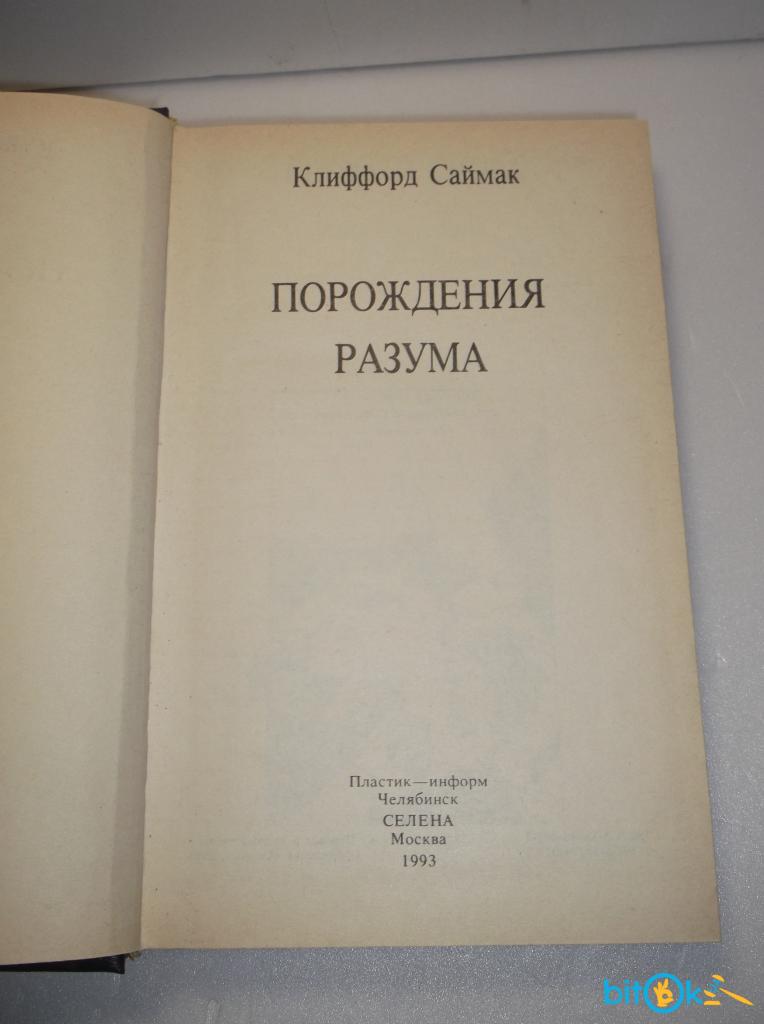 Клиффорд Саймак
ПОРОЖДЕНИЯ
РАЗУМА
Пластик—информ
Челябинск
СЕЛЕНА
Москва
1993
bitok